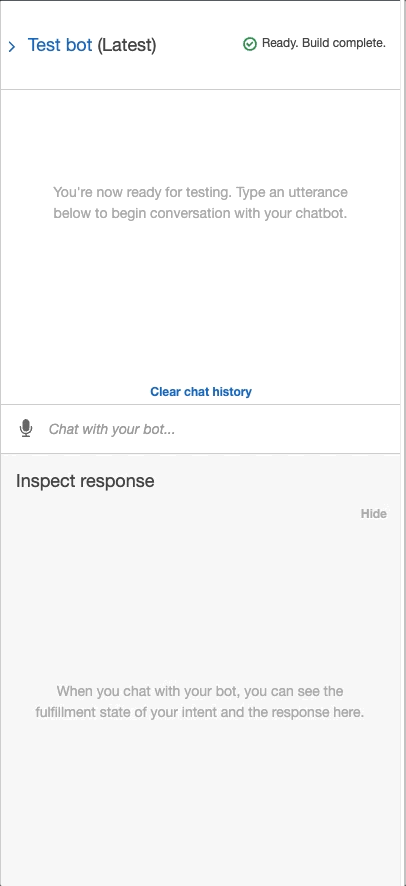 Test bot (Latest)
Ready. Build complete.
You're now ready for testing. Type an utterance
below to begin conversation with your chatbot.
Clear chat history
Chat with your bot...
Inspect response
Hide
When you chat with your bot, you can see the
fulfillment state of your intent and the response here.